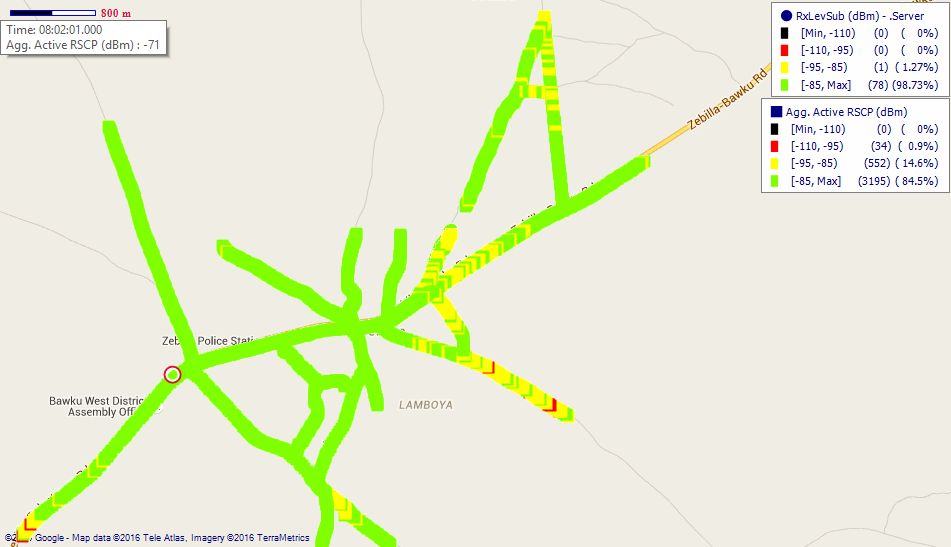 800 m
Time: 08:02:01.000
Agg. Active RSCP (dBm) : -71
RxLevSub (dBm) - .Server
[Min, -110) (0) ( 0%)
[-110, -95) (0) ( 0%)
[-95, -85) (1) ( 1.27%)
[-85, Max] (78) (98.73%)
Agg. Active RSCP (dBm)
[Min, -110) (0) ( 0%)
[-110, -95) (34) ( 0.9%)
[-95, -85) (552) ( 14.6%)
[-85, Max] (3195) ( 84.5%)
Zebilla-Bawku Rd
Police
Bawku West
Assembly
LAMBOYA
Google - Map data ©2016 Tele Atlas, Imagery ©2016 TerraMetrics